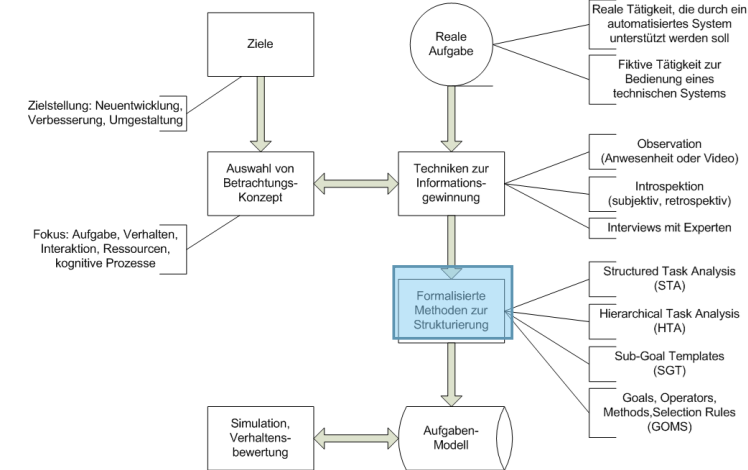 Ziele
Reale
Aufgabe
Reale Tätigkeit, die durch ein
automatisiertes System
unterstützt werden soll
Fiktive Tätigkeit zur
Bedienung eines
technischen Systems
Zielstellung: Neuentwicklung,
Verbesserung, Umgestaltung
Auswahl von
Betrachtungs-
Konzept
Techniken zur
Informations-
gewinnung
Observation
(Anwesenheit oder Video)
Introspektion
(subjektiv, retrospektiv)
Interviews mit Experten
Fokus: Aufgabe, Verhalten,
Interaktion, Ressourcen,
kognitive Prozesse
Formalisierte
Methoden zur
Strukturierung
Structured Task Analysis
(STA)
Hierarchical Task Analysis
(HTA)
Sub-Goal Templates
(SGT)
Goals, Operators,
Methods,Selection Rules
(GOMS)
Simulation,
Verhaltens-
bewertung
Aufgaben-
Modell